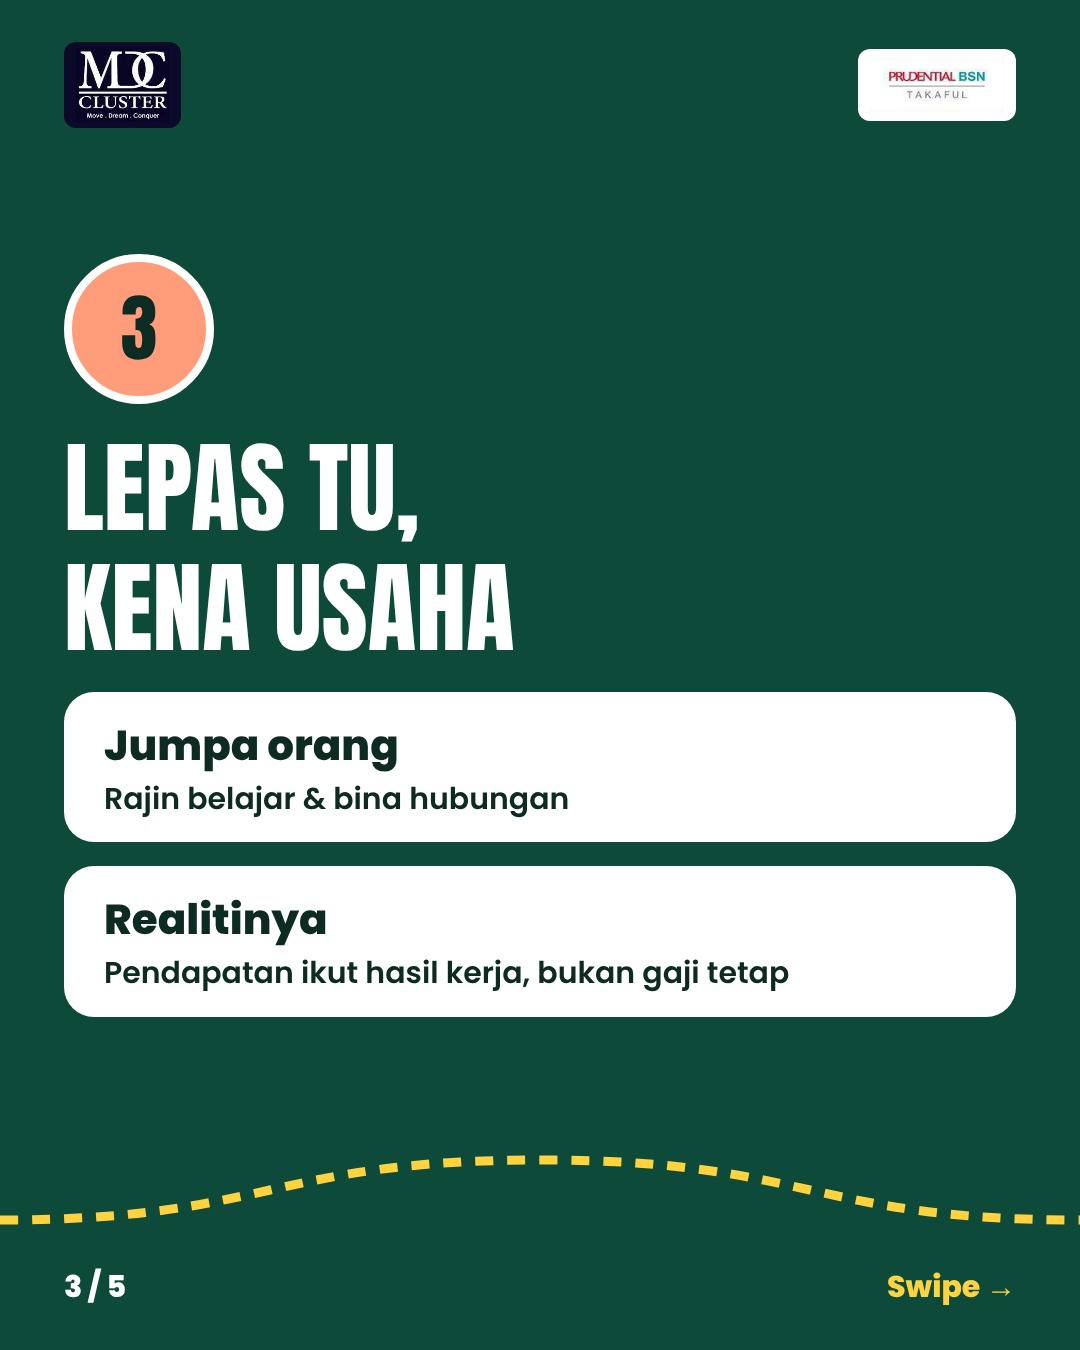 MDC
CLUSTER
Move . Dream . Conquer
PRUDENTIAL BSN
TAKAFUL
3
LEPAS TU,
KENA USAHA
Jumpa orang
Rajin belajar & bina hubungan
Realitinya
Pendapatan ikut hasil kerja, bukan gaji tetap
3 / 5
Swipe →